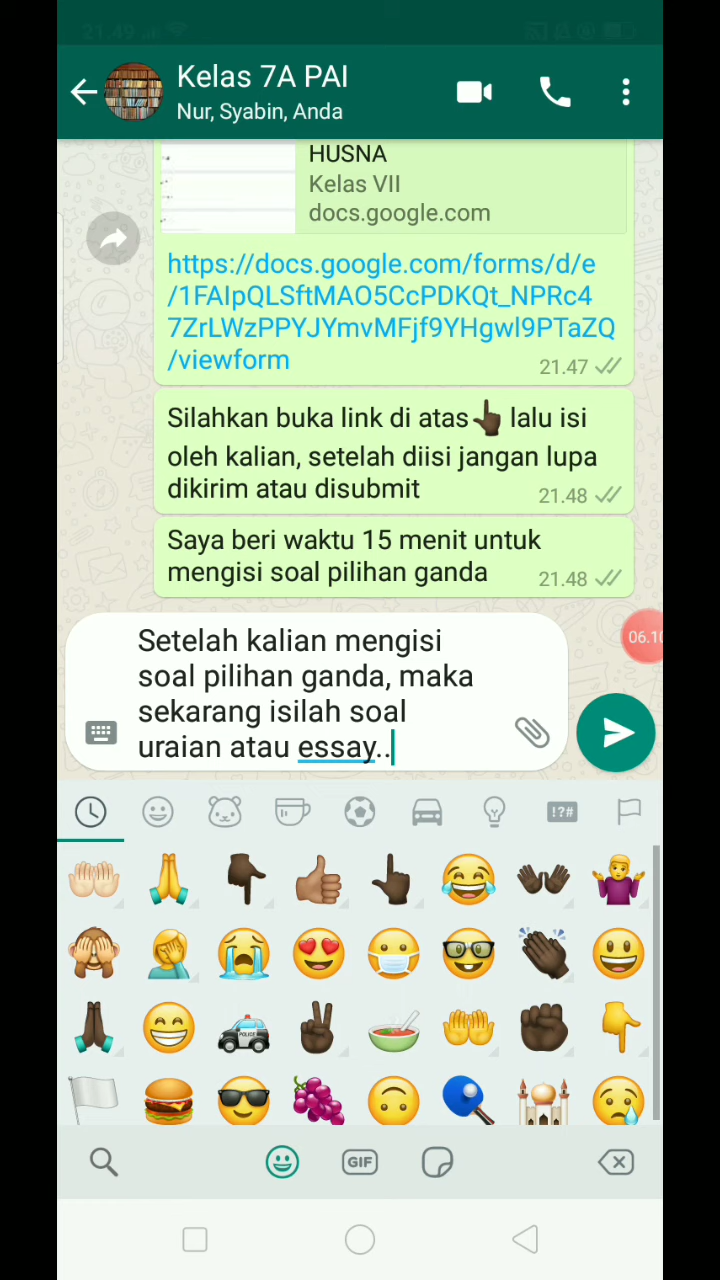 21.49
Kelas 7A PAI
Nur, Syabin, Anda
HUSNA
Kelas VII
docs.google.com
https://docs.google.com/forms/d/e
/1FAIpQLSftMAO5CcPDKQt_NPRc4
7ZrLWzPPYJYmvMFjf9YHgwl9PTaZQ
/viewform
21.47
Silahkan buka link di atas👆🏿 lalu isi
oleh kalian, setelah diisi jangan lupa
dikirim atau disubmit
21.48
Saya beri waktu 15 menit untuk
mengisi soal pilihan ganda
21.48
Setelah kalian mengisi
soal pilihan ganda, maka
sekarang isilah soal
uraian atau essay..
06.10
!?#
POLICE
GIF